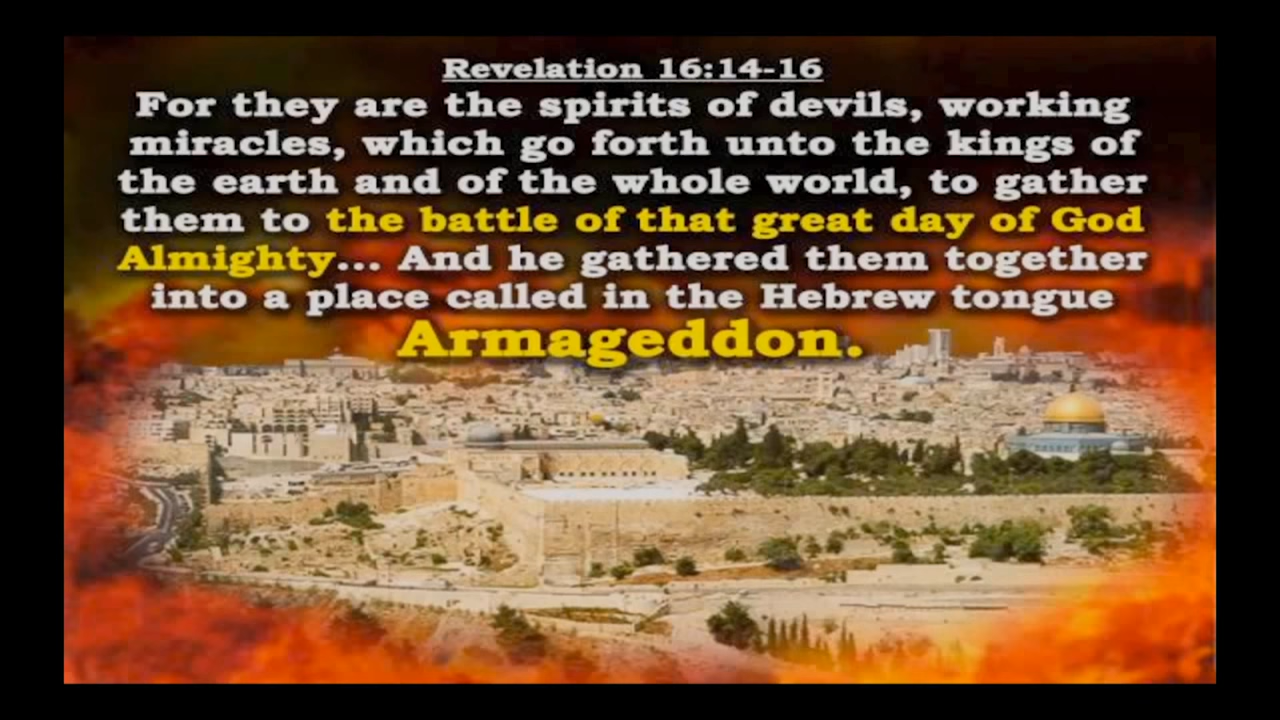 Revelation 16:14-16
For they are the spirits of devils, working
miracles, which go forth unto the kings of
the earth and of the whole world, to gather
them to the battle of that great day of God
Almighty... And he gathered them together
into a place called in the Hebrew tongue
Armageddon.